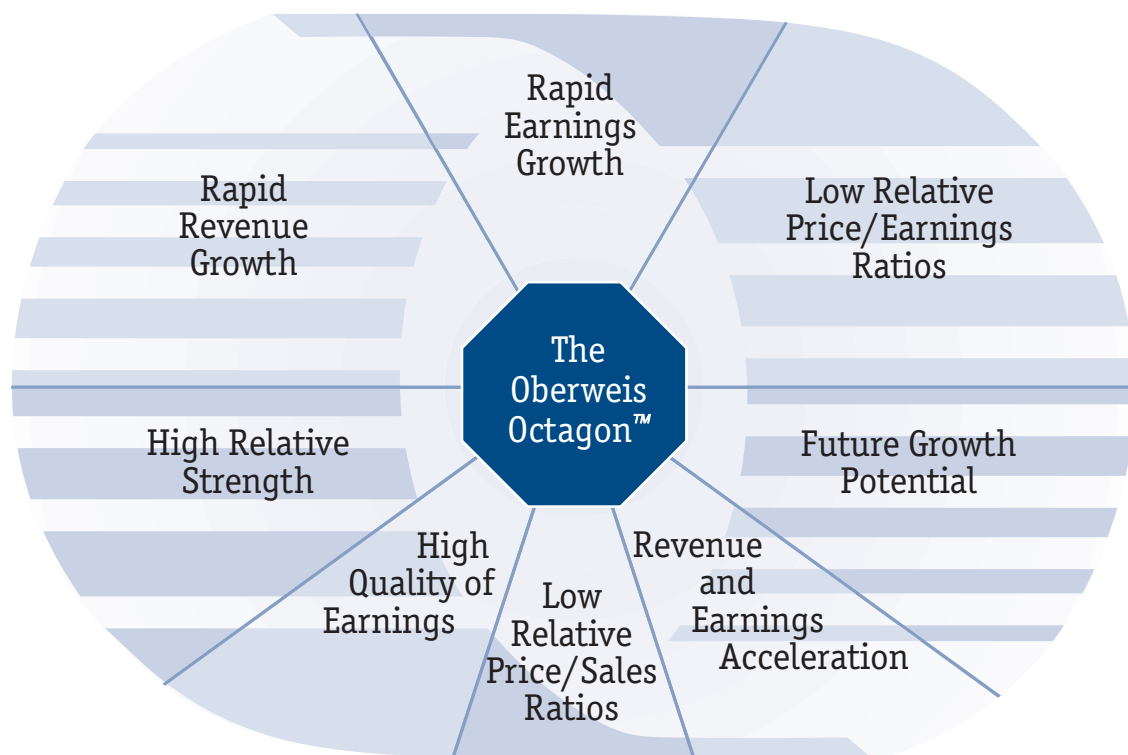 Rapid
Earnings
Growth
Rapid
Revenue
Growth
Low Relative
Price/Earnings
Ratios
The
Oberweis
Octagon™
High Relative
Strength
Future Growth
Potential
High
Quality of
Earnings
Low
Relative
Price/Sales
Ratios
Revenue
and
Earnings
Acceleration